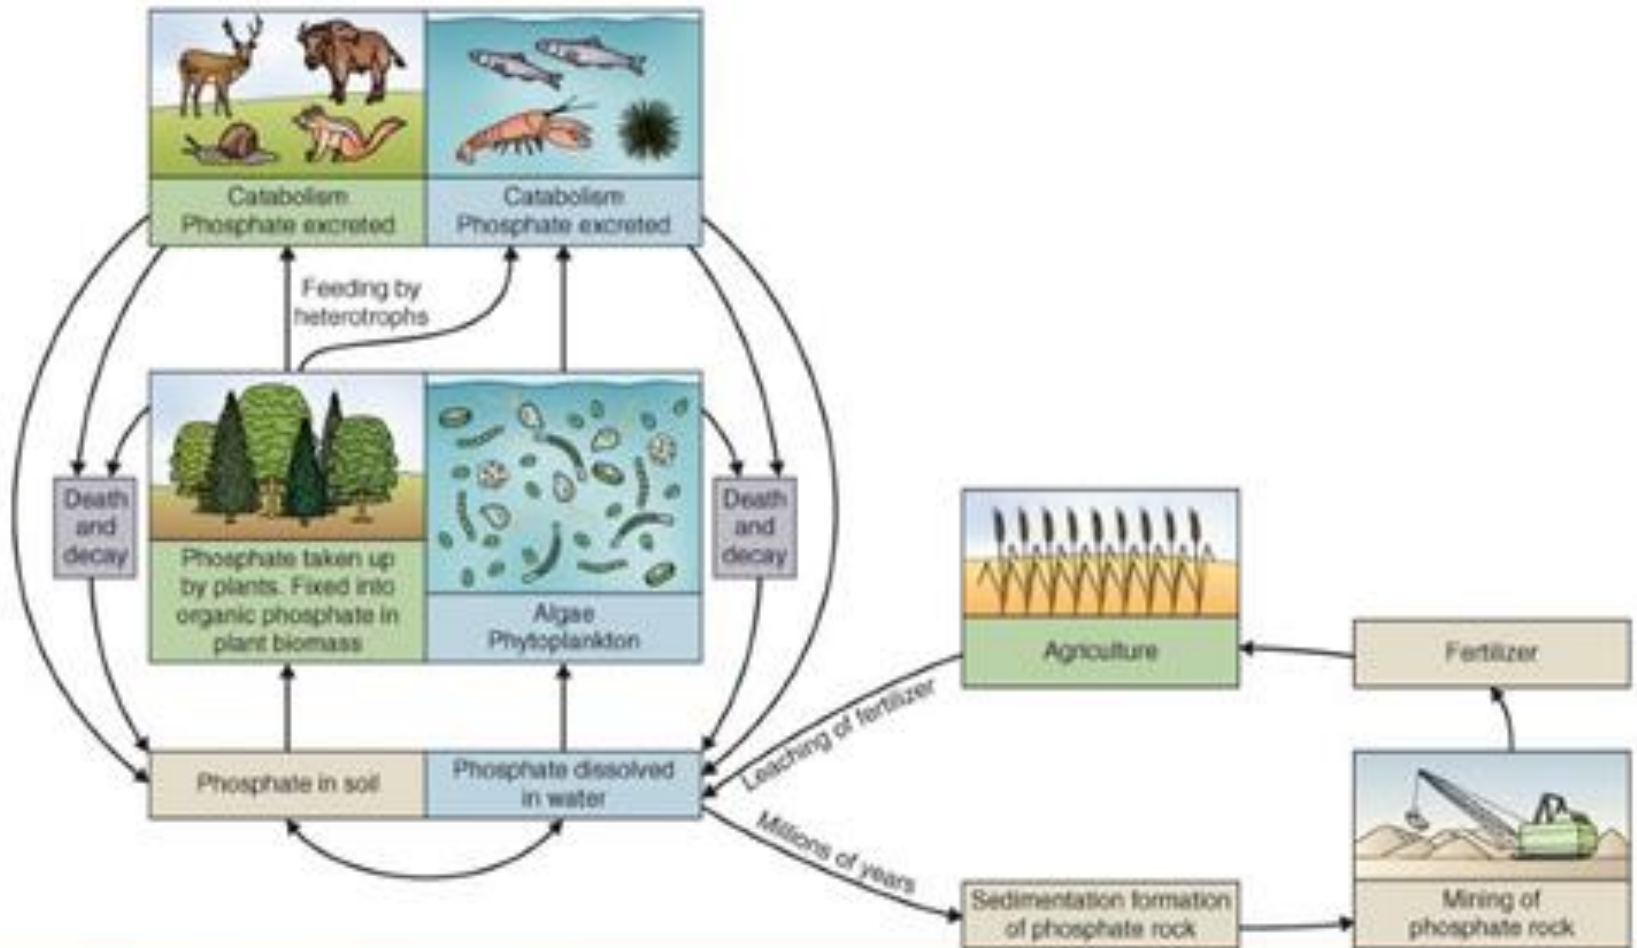 Catabolism
Phosphate excreted
Catabolism
Phosphate excreted
Feeding by
heterotrophs
Death
and
decay
Phosphate taken up
by plants. Fixed into
organic phosphate in
plant biomass
Algae
Phytoplankton
Death
and
decay
Agriculture
Fertilizer
Leaching of fertilizer
Phosphate in soil
Phosphate dissolved
in water
Millions of years
Sedimentation formation
of phosphate rock
Mining of
phosphate rock